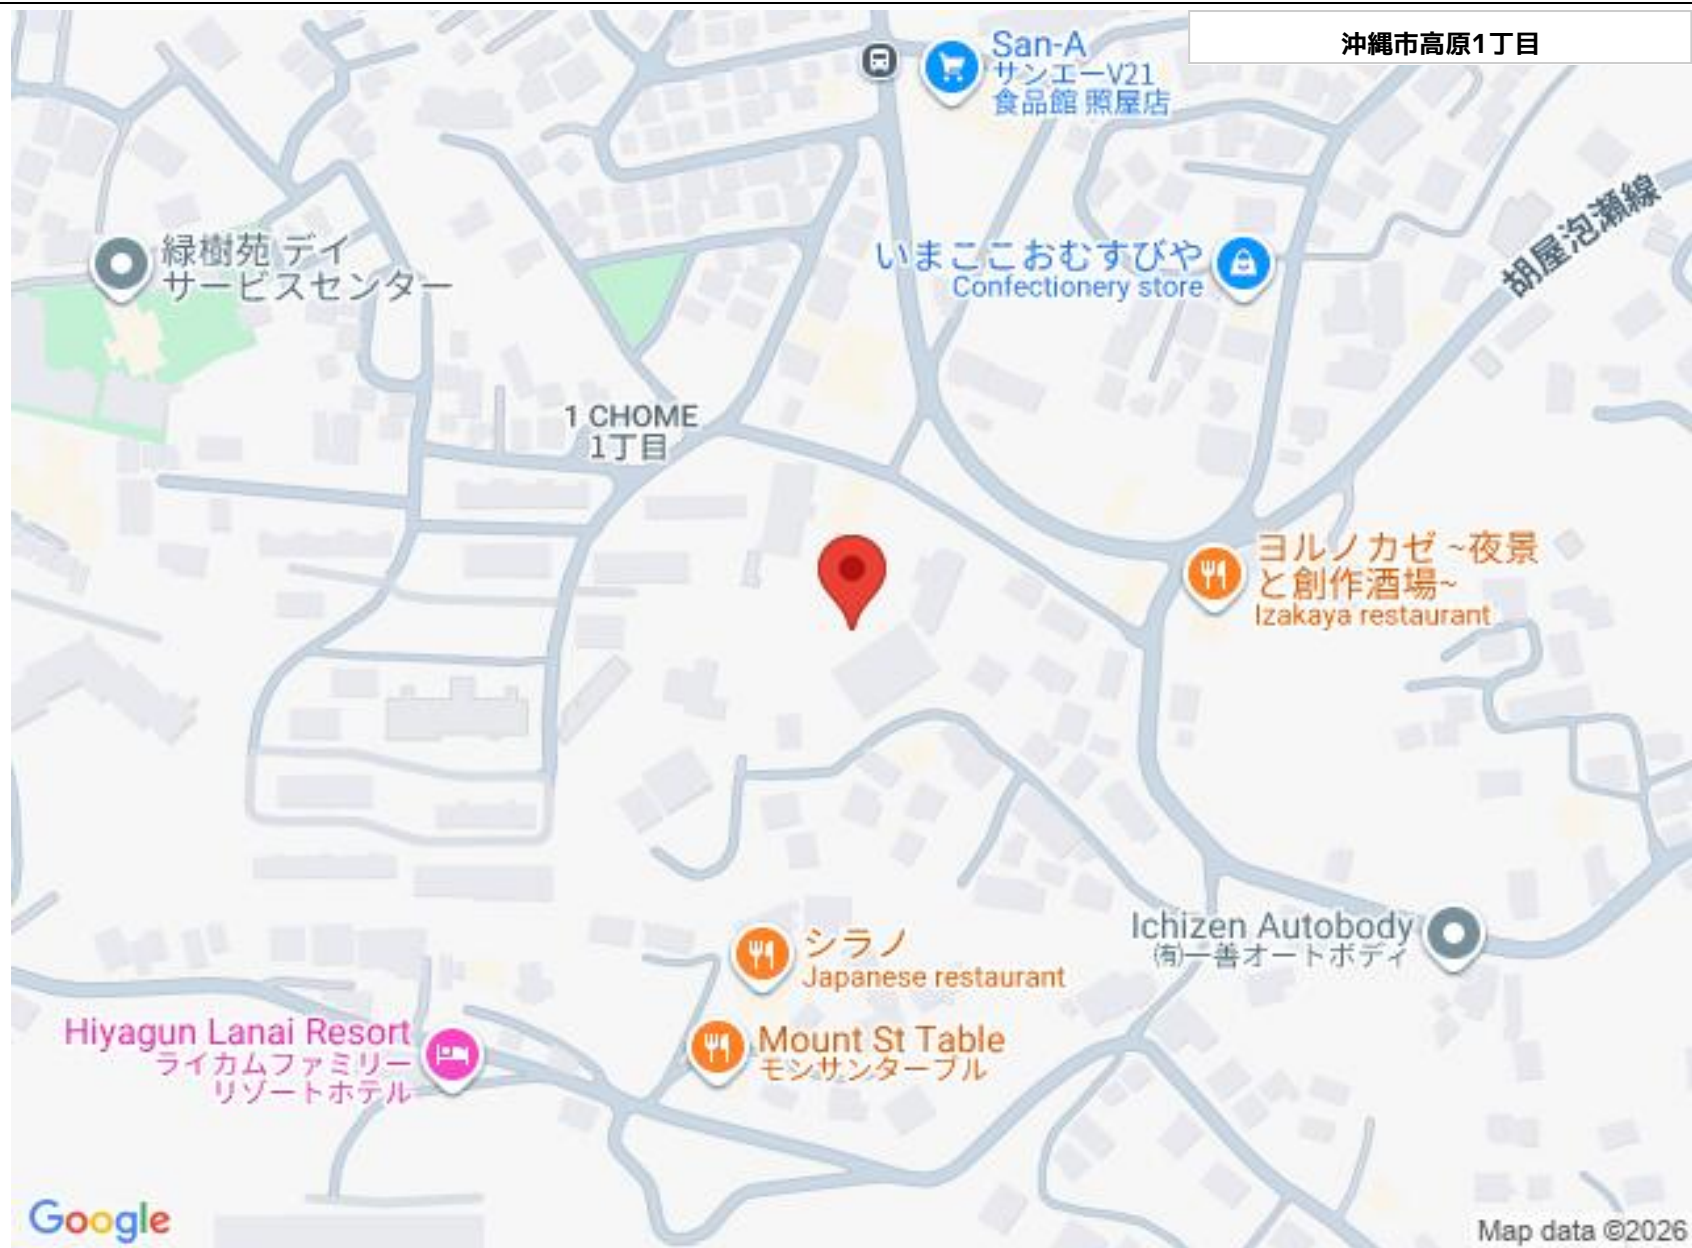 沖縄市高原1丁目
San-A
サンエーV21
食品館 照屋店
胡屋泡瀬線
緑樹苑 デイ
サービスセンター
いまここおむすびや
Confectionery store
1 CHOME
1丁目
ヨルノカゼ ~夜景
と創作酒場~
Izakaya restaurant
Ichizen Autobody
㈲一善オートボディ
シラノ
Japanese restaurant
Hiyagun Lanai Resort
ライカムファミリー
リゾートホテル
Mount St Table
モンサンターブル
Google
Map data ©2026